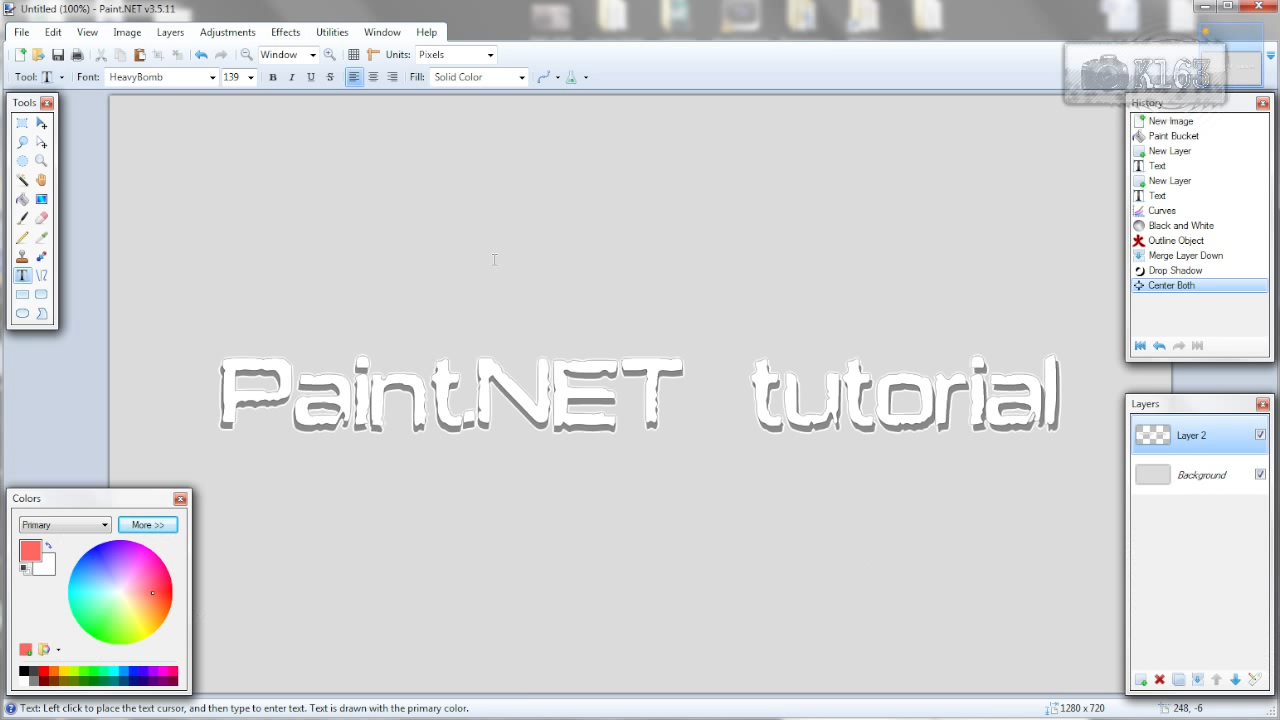 Untitled (100%) - Paint.NET v3.5.11
File Edit View Image Layers Adjustments Effects Utilities Window Help
Window Units: Pixels
Tool: T Font: HeavyBomb 139 B I U S Fill: Solid Color
K163
Tools
History
New Image
Paint Bucket
New Layer
Text
New Layer
Text
Curves
Black and White
Outline Object
Merge Layer Down
Drop Shadow
Center Both
Paint.NET tutorial
Layers
Layer 2
Background
Colors
Primary More >>
Text: Left click to place the text cursor, and then type to enter text. Text is drawn with the primary color. 1280 x 720 248, -6